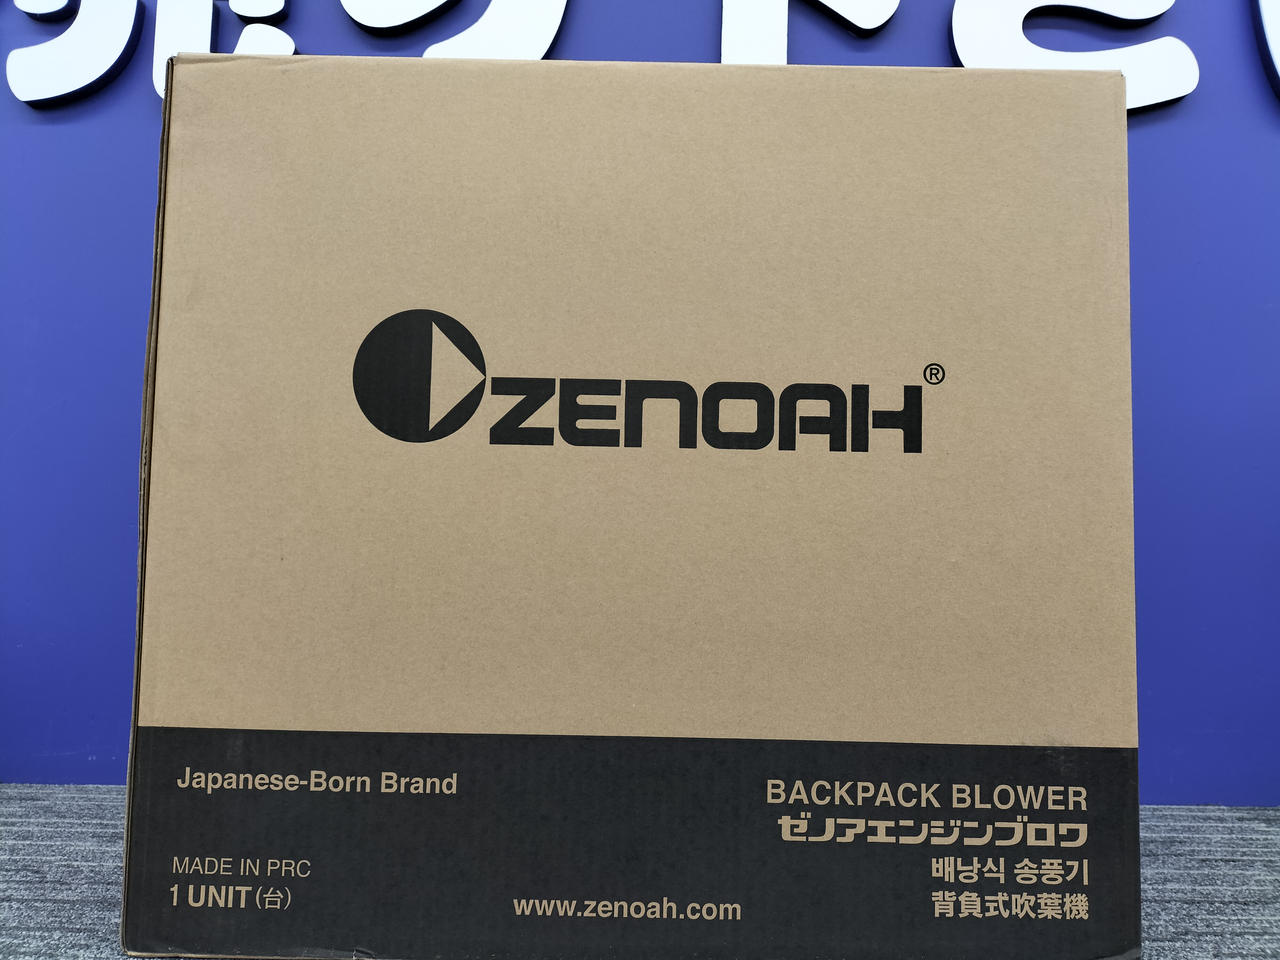 ZENOAH®
Japanese-Born Brand
MADE IN PRC
1 UNIT(台)
www.zenoah.com
BACKPACK BLOWER
ゼノアエンジンブロワ
배낭식 송풍기
背負式吹葉機